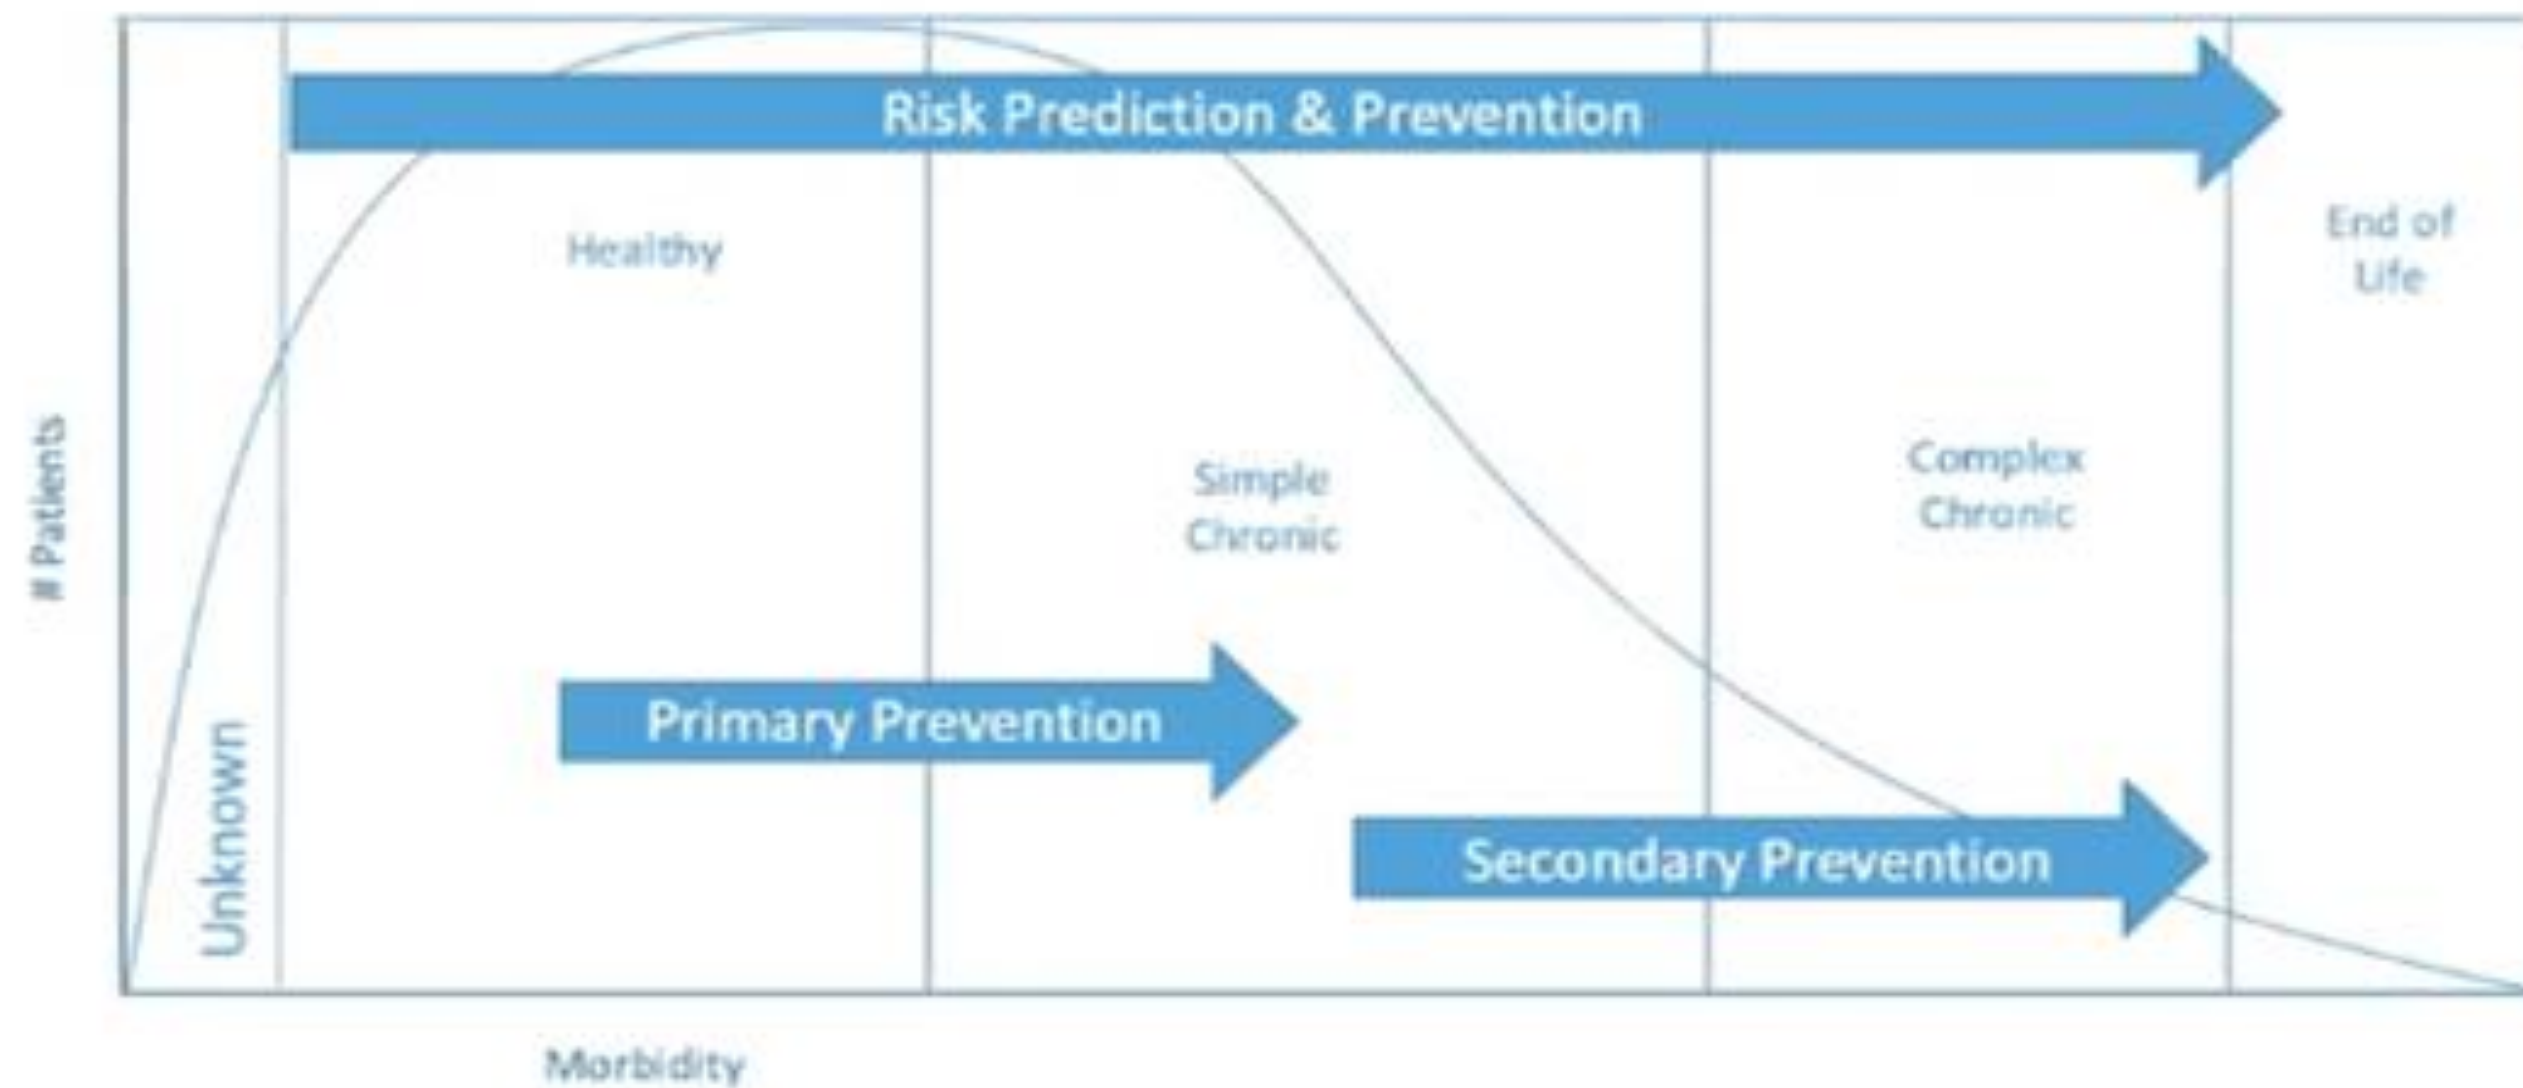 Risk Prediction & Prevention
Healthy
End of
Life
# Patients
Simple
Chronic
Complex
Chronic
Primary Prevention
Unknown
Secondary Prevention
Morbidity